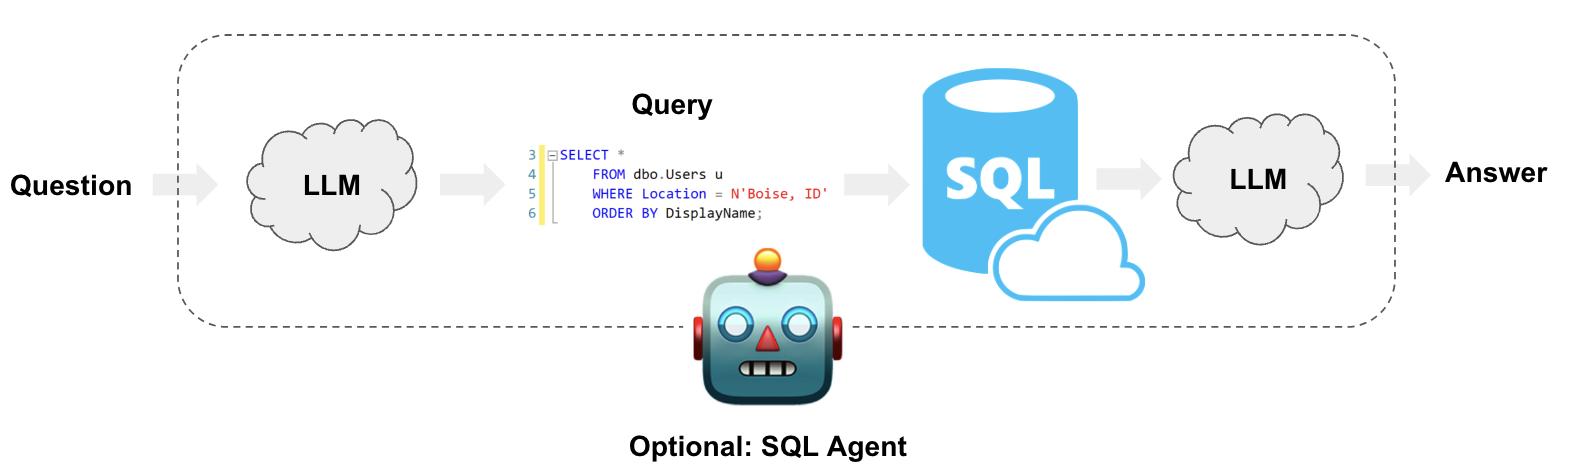 Question
LLM
Query
3 SELECT *
4 FROM dbo.Users u
5 WHERE Location = N'Boise, ID'
6 ORDER BY DisplayName;
SQL
LLM
Answer
Optional: SQL Agent